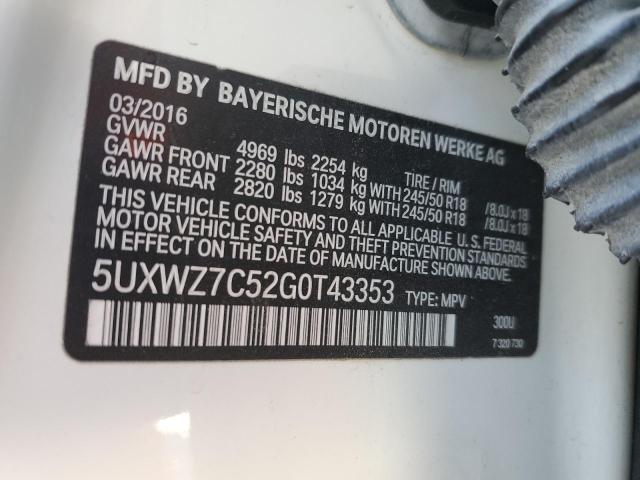 MFD BY BAYERISCHE MOTOREN WERKE AG
03/2016
GVWR 4969 lbs 2254 kg TIRE / RIM
GAWR FRONT 2280 lbs 1034 kg WITH 245/50 R18 /8.0J x 18
GAWR REAR 2820 lbs 1279 kg WITH 245/50 R18 /8.0J x 18
THIS VEHICLE CONFORMS TO ALL APPLICABLE U.S. FEDERAL
MOTOR VEHICLE SAFETY AND THEFT PREVENTION STANDARDS
IN EFFECT ON THE DATE OF MANUFACTURE SHOWN ABOVE.
5UXWZ7C52G0T43353 TYPE: MPV
300U
7 320 730